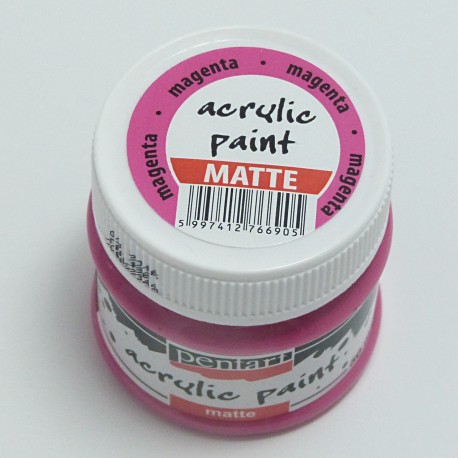 magenta • magenta • magenta • magenta
acrylic
paint
MATTE
5 997412 766905
pentart
acrylic paint
matte